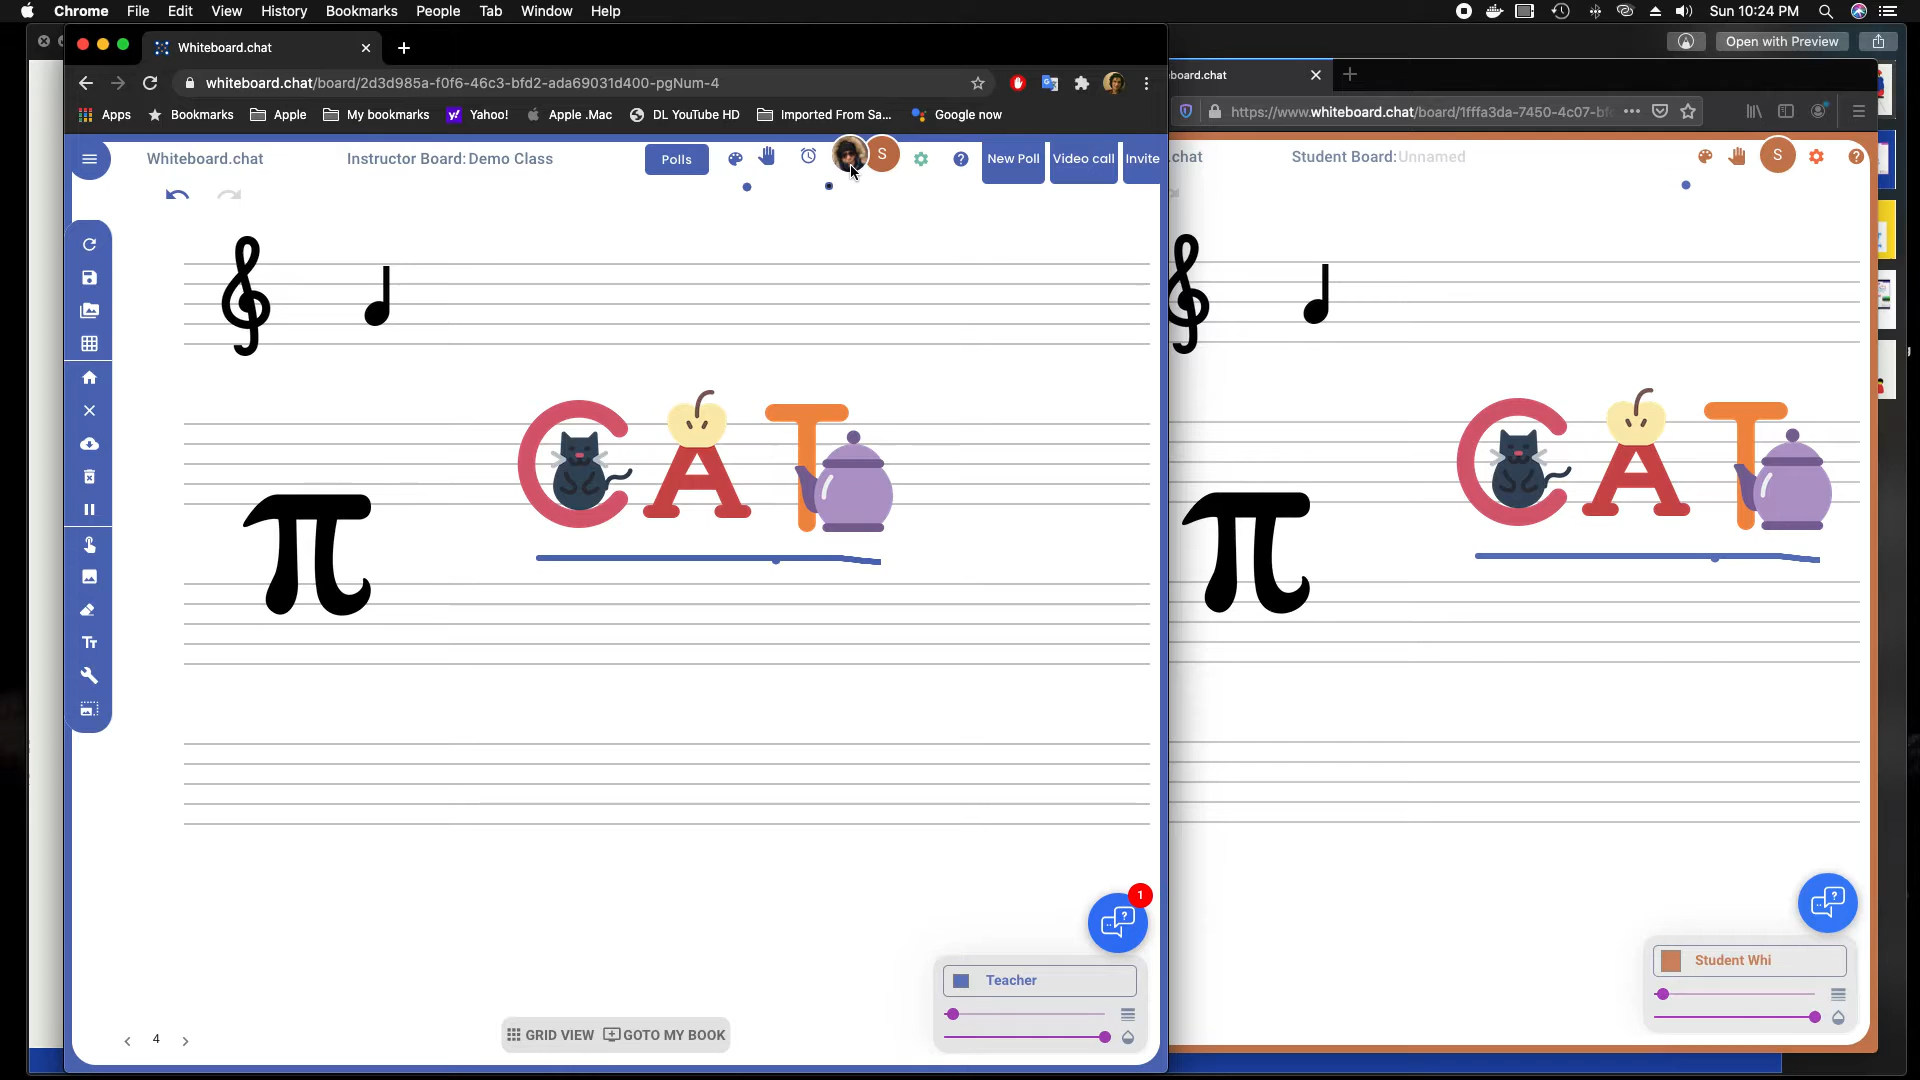 Chrome File Edit View History Bookmarks People Tab Window Help
Sun 10:24 PM
Open with Preview
Whiteboard.chat
board.chat
whiteboard.chat/board/2d3d985a-f0f6-46c3-bfd2-ada69031d400-pgNum-4
https://www.whiteboard.chat/board/1fffa3da-7450-4c07-bf
Apps Bookmarks Apple My bookmarks Yahoo! Apple .Mac DL YouTube HD Imported From Sa... Google now
Whiteboard.chat
Instructor Board: Demo Class
Polls
S
New Poll
Video call
Invite
.chat
Student Board: Unnamed
S
CAT
CAT
π
π
1
Teacher
Student Whi
4
GRID VIEW GOTO MY BOOK